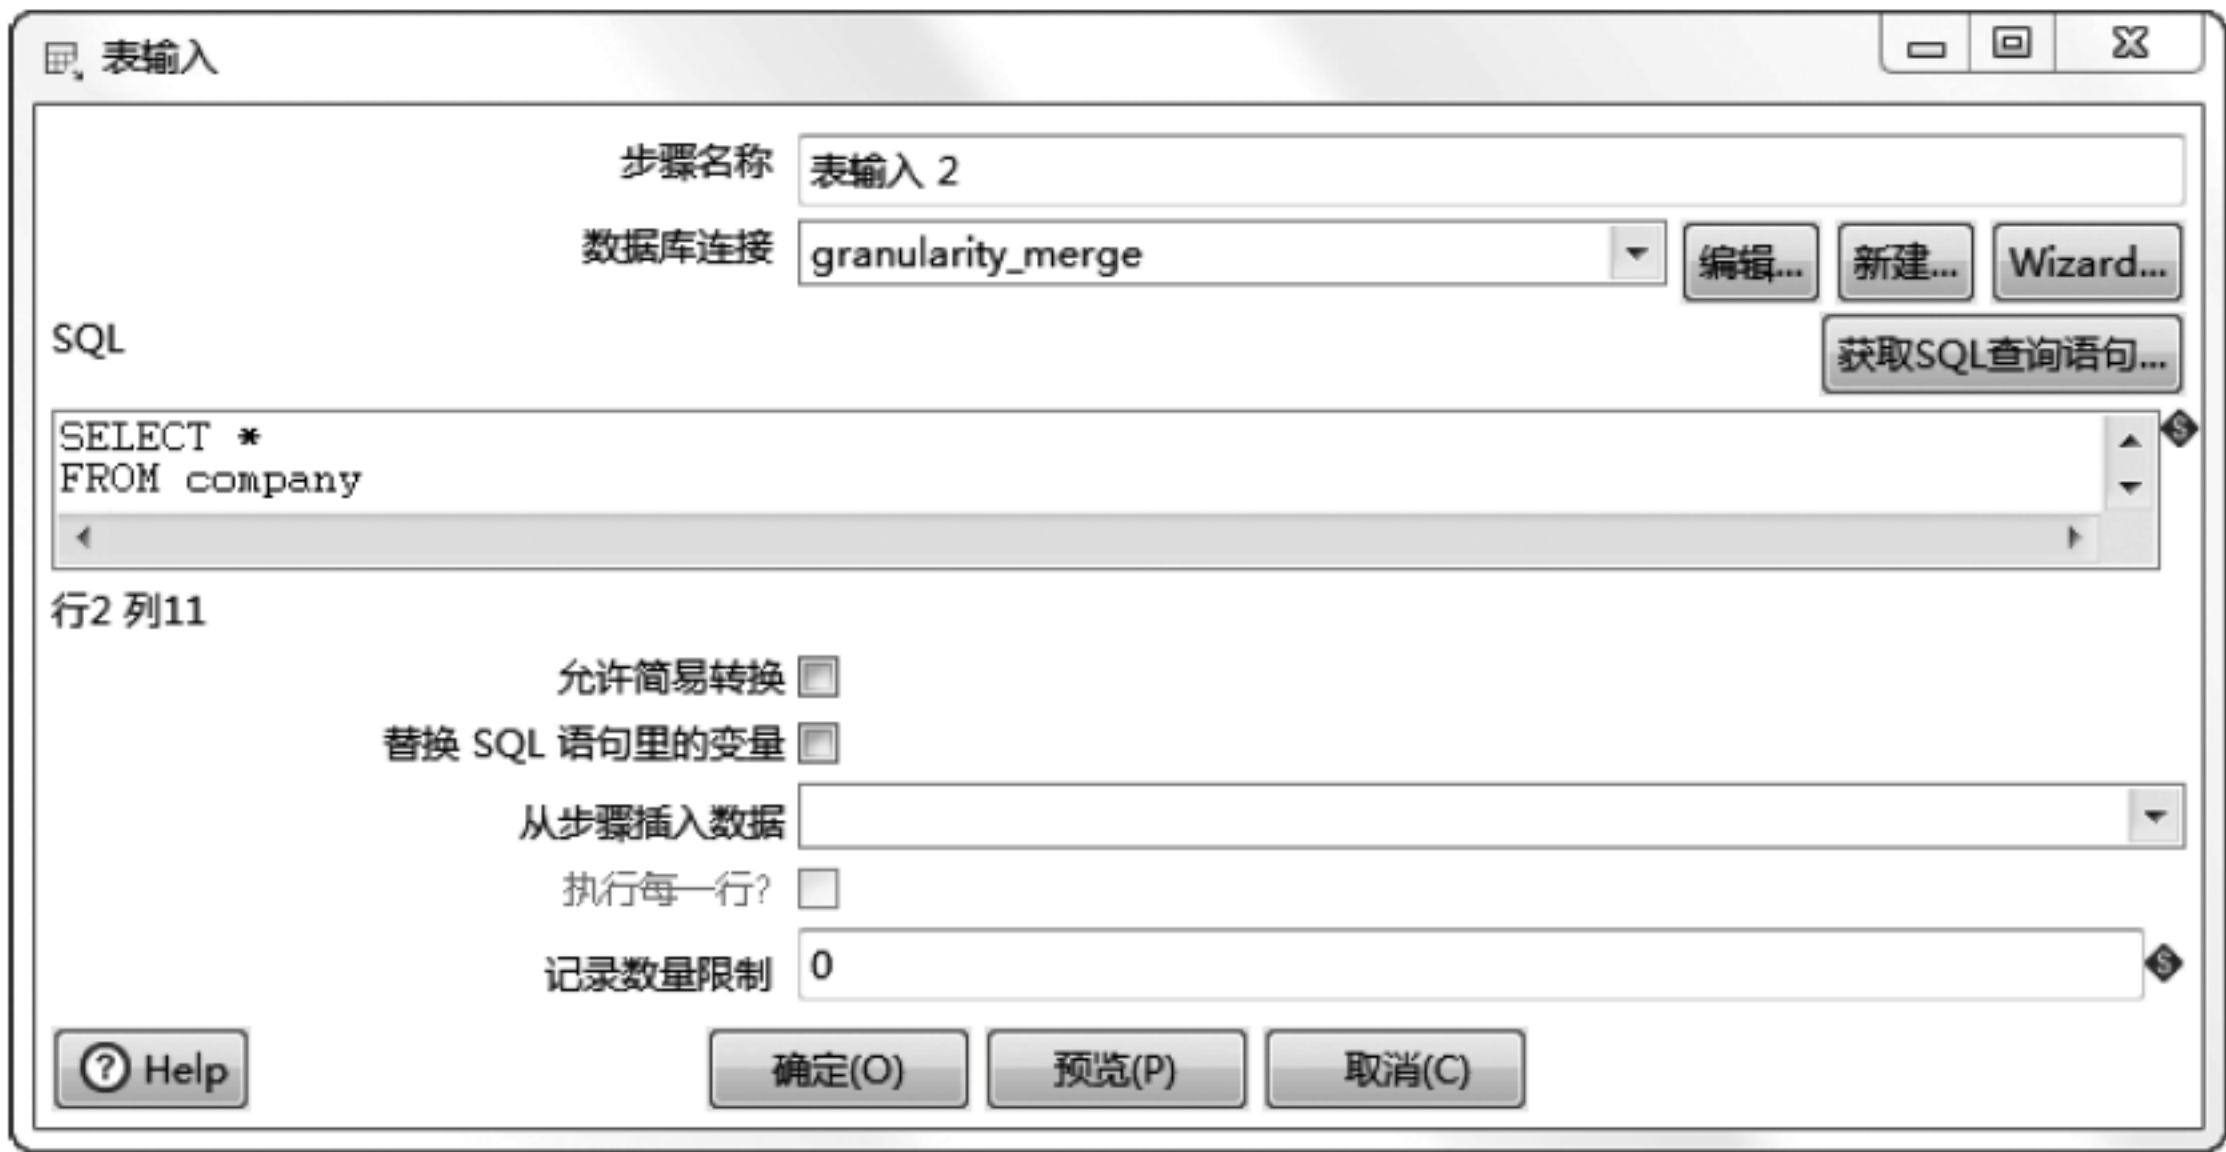 表输入
步骤名称 表输入 2
数据库连接 granularity_merge 编辑... 新建... Wizard...
SQL 获取SQL查询语句...
SELECT *
FROM company
行2 列11
允许简易转换
替换 SQL 语句里的变量
从步骤插入数据
执行每一行?
记录数量限制 0
Help 确定(O) 预览(P) 取消(C)